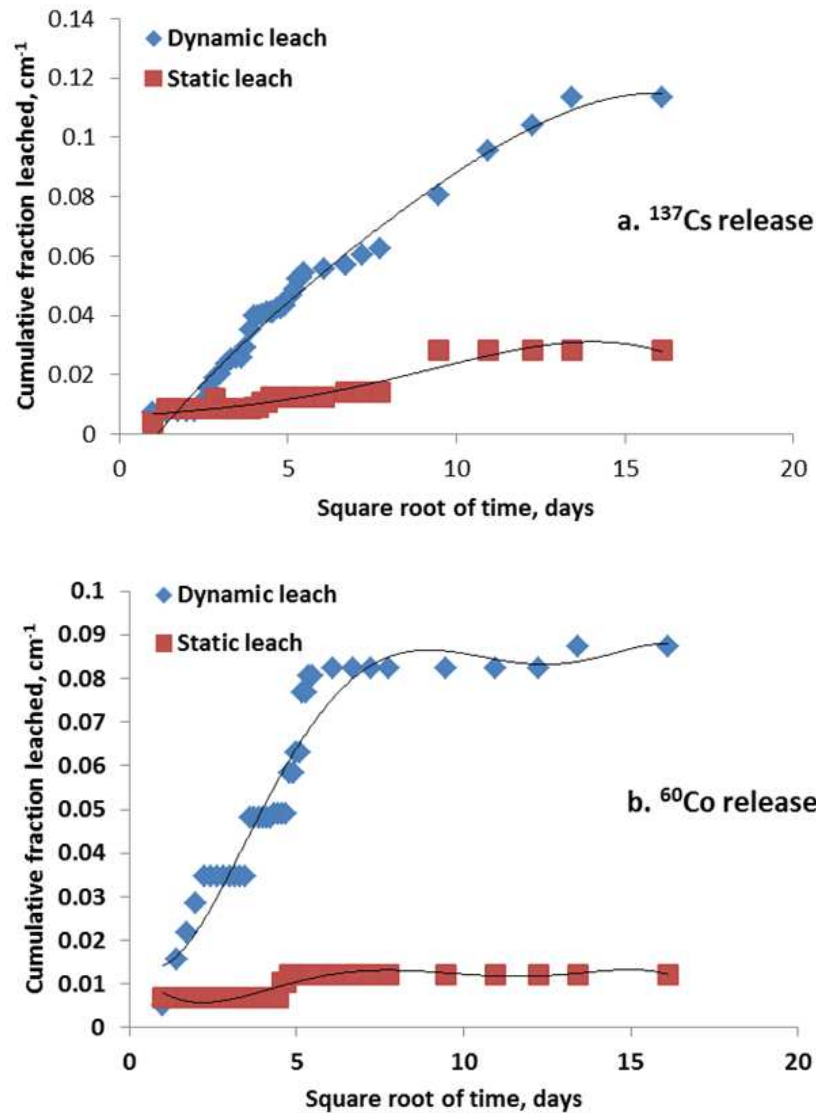 0.14
0.12
0.1
0.08
0.06
0.04
0.02
0
Cumulative fraction leached, cm⁻¹
Dynamic leach
Static leach
a. ¹³⁷Cs release
0 5 10 15 20
Square root of time, days
0.1
0.09
0.08
0.07
0.06
0.05
0.04
0.03
0.02
0.01
0
Cumulative fraction leached, cm⁻¹
Dynamic leach
Static leach
b. ⁶⁰Co release
0 5 10 15 20
Square root of time, days